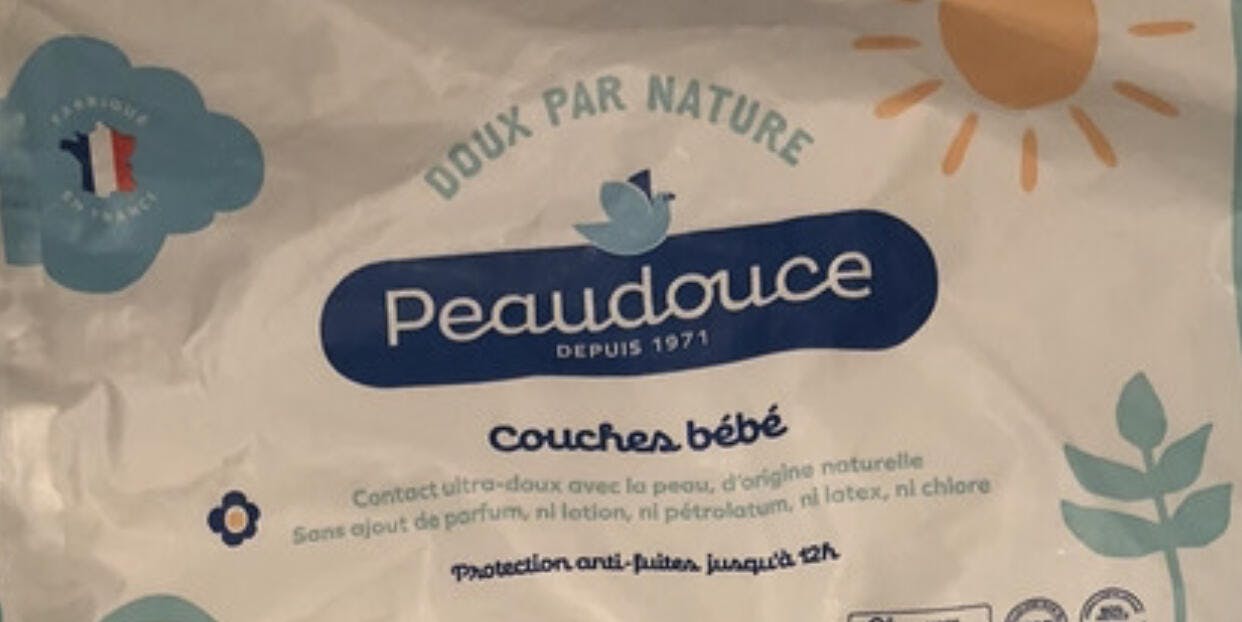 FABRIQUÉ
EN FRANCE
DOUX PAR NATURE
Peaudouce
DEPUIS 1971
Couches bébé
Contact ultra-doux avec la peau, d'origine naturelle
Sans ajout de parfum, ni lotion, ni pétrolatum, ni latex, ni chlore
Protection anti-fuites jusqu'à 12h